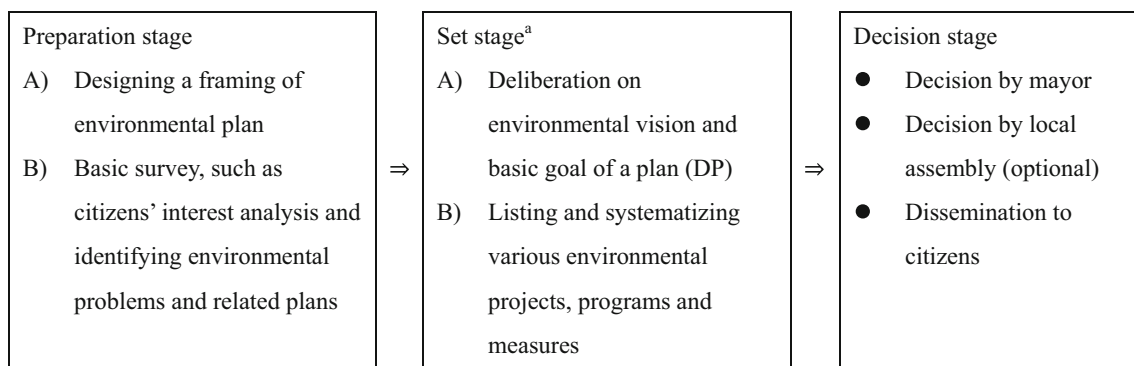 Preparation stage
A) Designing a framing of
environmental plan
B) Basic survey, such as
citizens’ interest analysis and
identifying environmental
problems and related plans
⇒
Set stageᵃ
A) Deliberation on
environmental vision and
basic goal of a plan (DP)
B) Listing and systematizing
various environmental
projects, programs and
measures
⇒
Decision stage
● Decision by mayor
● Decision by local
assembly (optional)
● Dissemination to
citizens